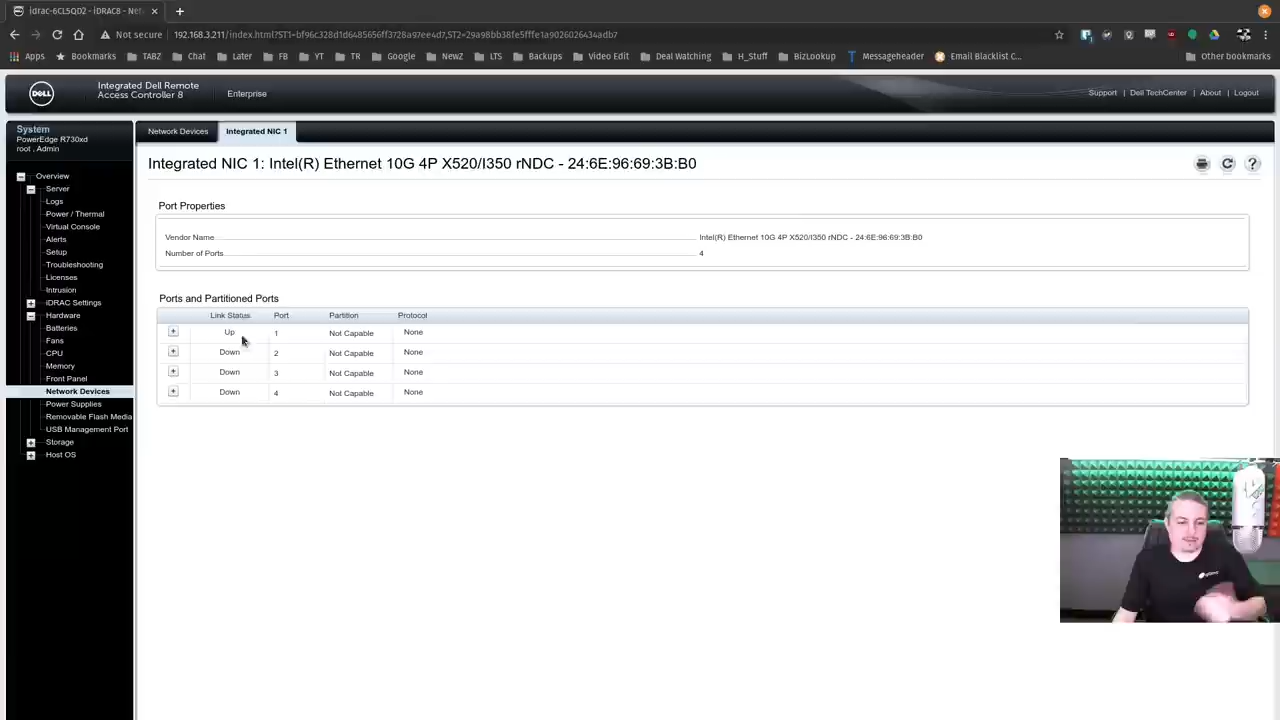 idrac-6CL5QD2 - iDRAC8 - Net
Not secure
192.168.3.211/index.html?ST1=bf96c328d1d6485656ff3728a97ee4d7,ST2=29a98bb38fe5fffe1a9026026434adb7
Apps Bookmarks TABZ Chat Later FB YT TR Google NewZ LTS Backups Video Edit Deal Watching H_Stuff BizLookup Messageheader Email Blacklist C... Other bookmarks
DELL
Integrated Dell Remote
Access Controller 8
Enterprise
Support | Dell TechCenter | About | Logout
System
PowerEdge R730xd
root , Admin
Overview
Server
Logs
Power / Thermal
Virtual Console
Alerts
Setup
Troubleshooting
Licenses
Intrusion
iDRAC Settings
Hardware
Batteries
Fans
CPU
Memory
Front Panel
Network Devices
Power Supplies
Removable Flash Media
USB Management Port
Storage
Host OS
Network Devices Integrated NIC 1
Integrated NIC 1: Intel(R) Ethernet 10G 4P X520/I350 rNDC - 24:6E:96:69:3B:B0
Port Properties
Vendor Name Intel(R) Ethernet 10G 4P X520/I350 rNDC - 24:6E:96:69:3B:B0
Number of Ports 4
Ports and Partitioned Ports
Link Status Port Partition Protocol
Up 1 Not Capable None
Down 2 Not Capable None
Down 3 Not Capable None
Down 4 Not Capable None